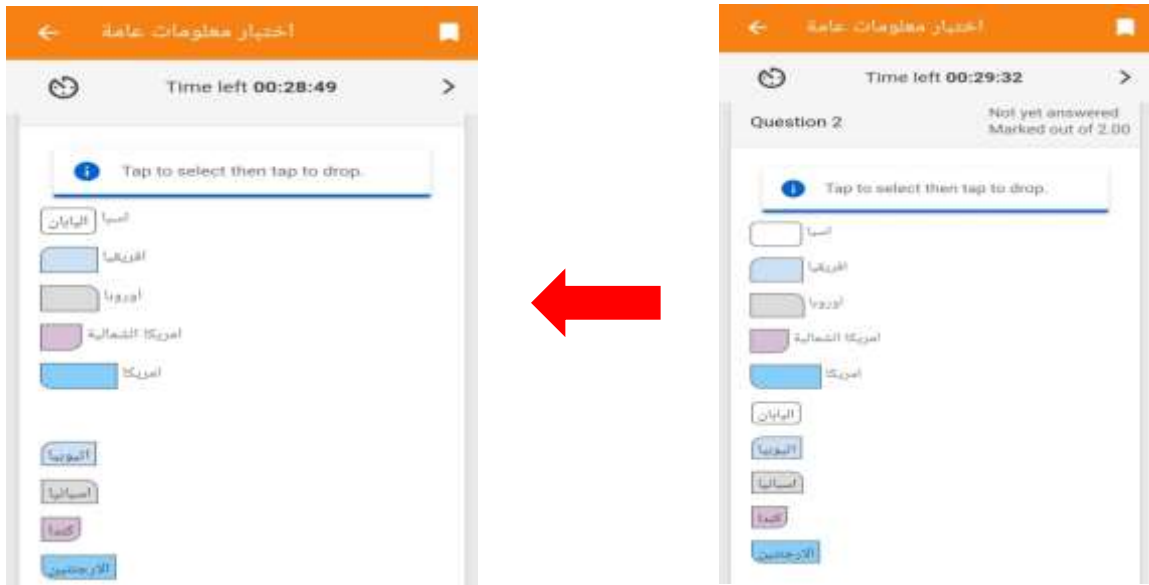 اختبار معلومات عامة
Time left 00:28:49
Tap to select then tap to drop.
اسيا اليابان
افريقيا
أوروبا
امريكا الشمالية
امريكا
اثيوبيا
اسبانيا
كندا
الارجنتين
اختبار معلومات عامة
Time left 00:29:32
Question 2
Not yet answered
Marked out of 2.00
Tap to select then tap to drop.
اسيا
افريقيا
أوروبا
امريكا الشمالية
امريكا
اليابان
اثيوبيا
اسبانيا
كندا
الارجنتين